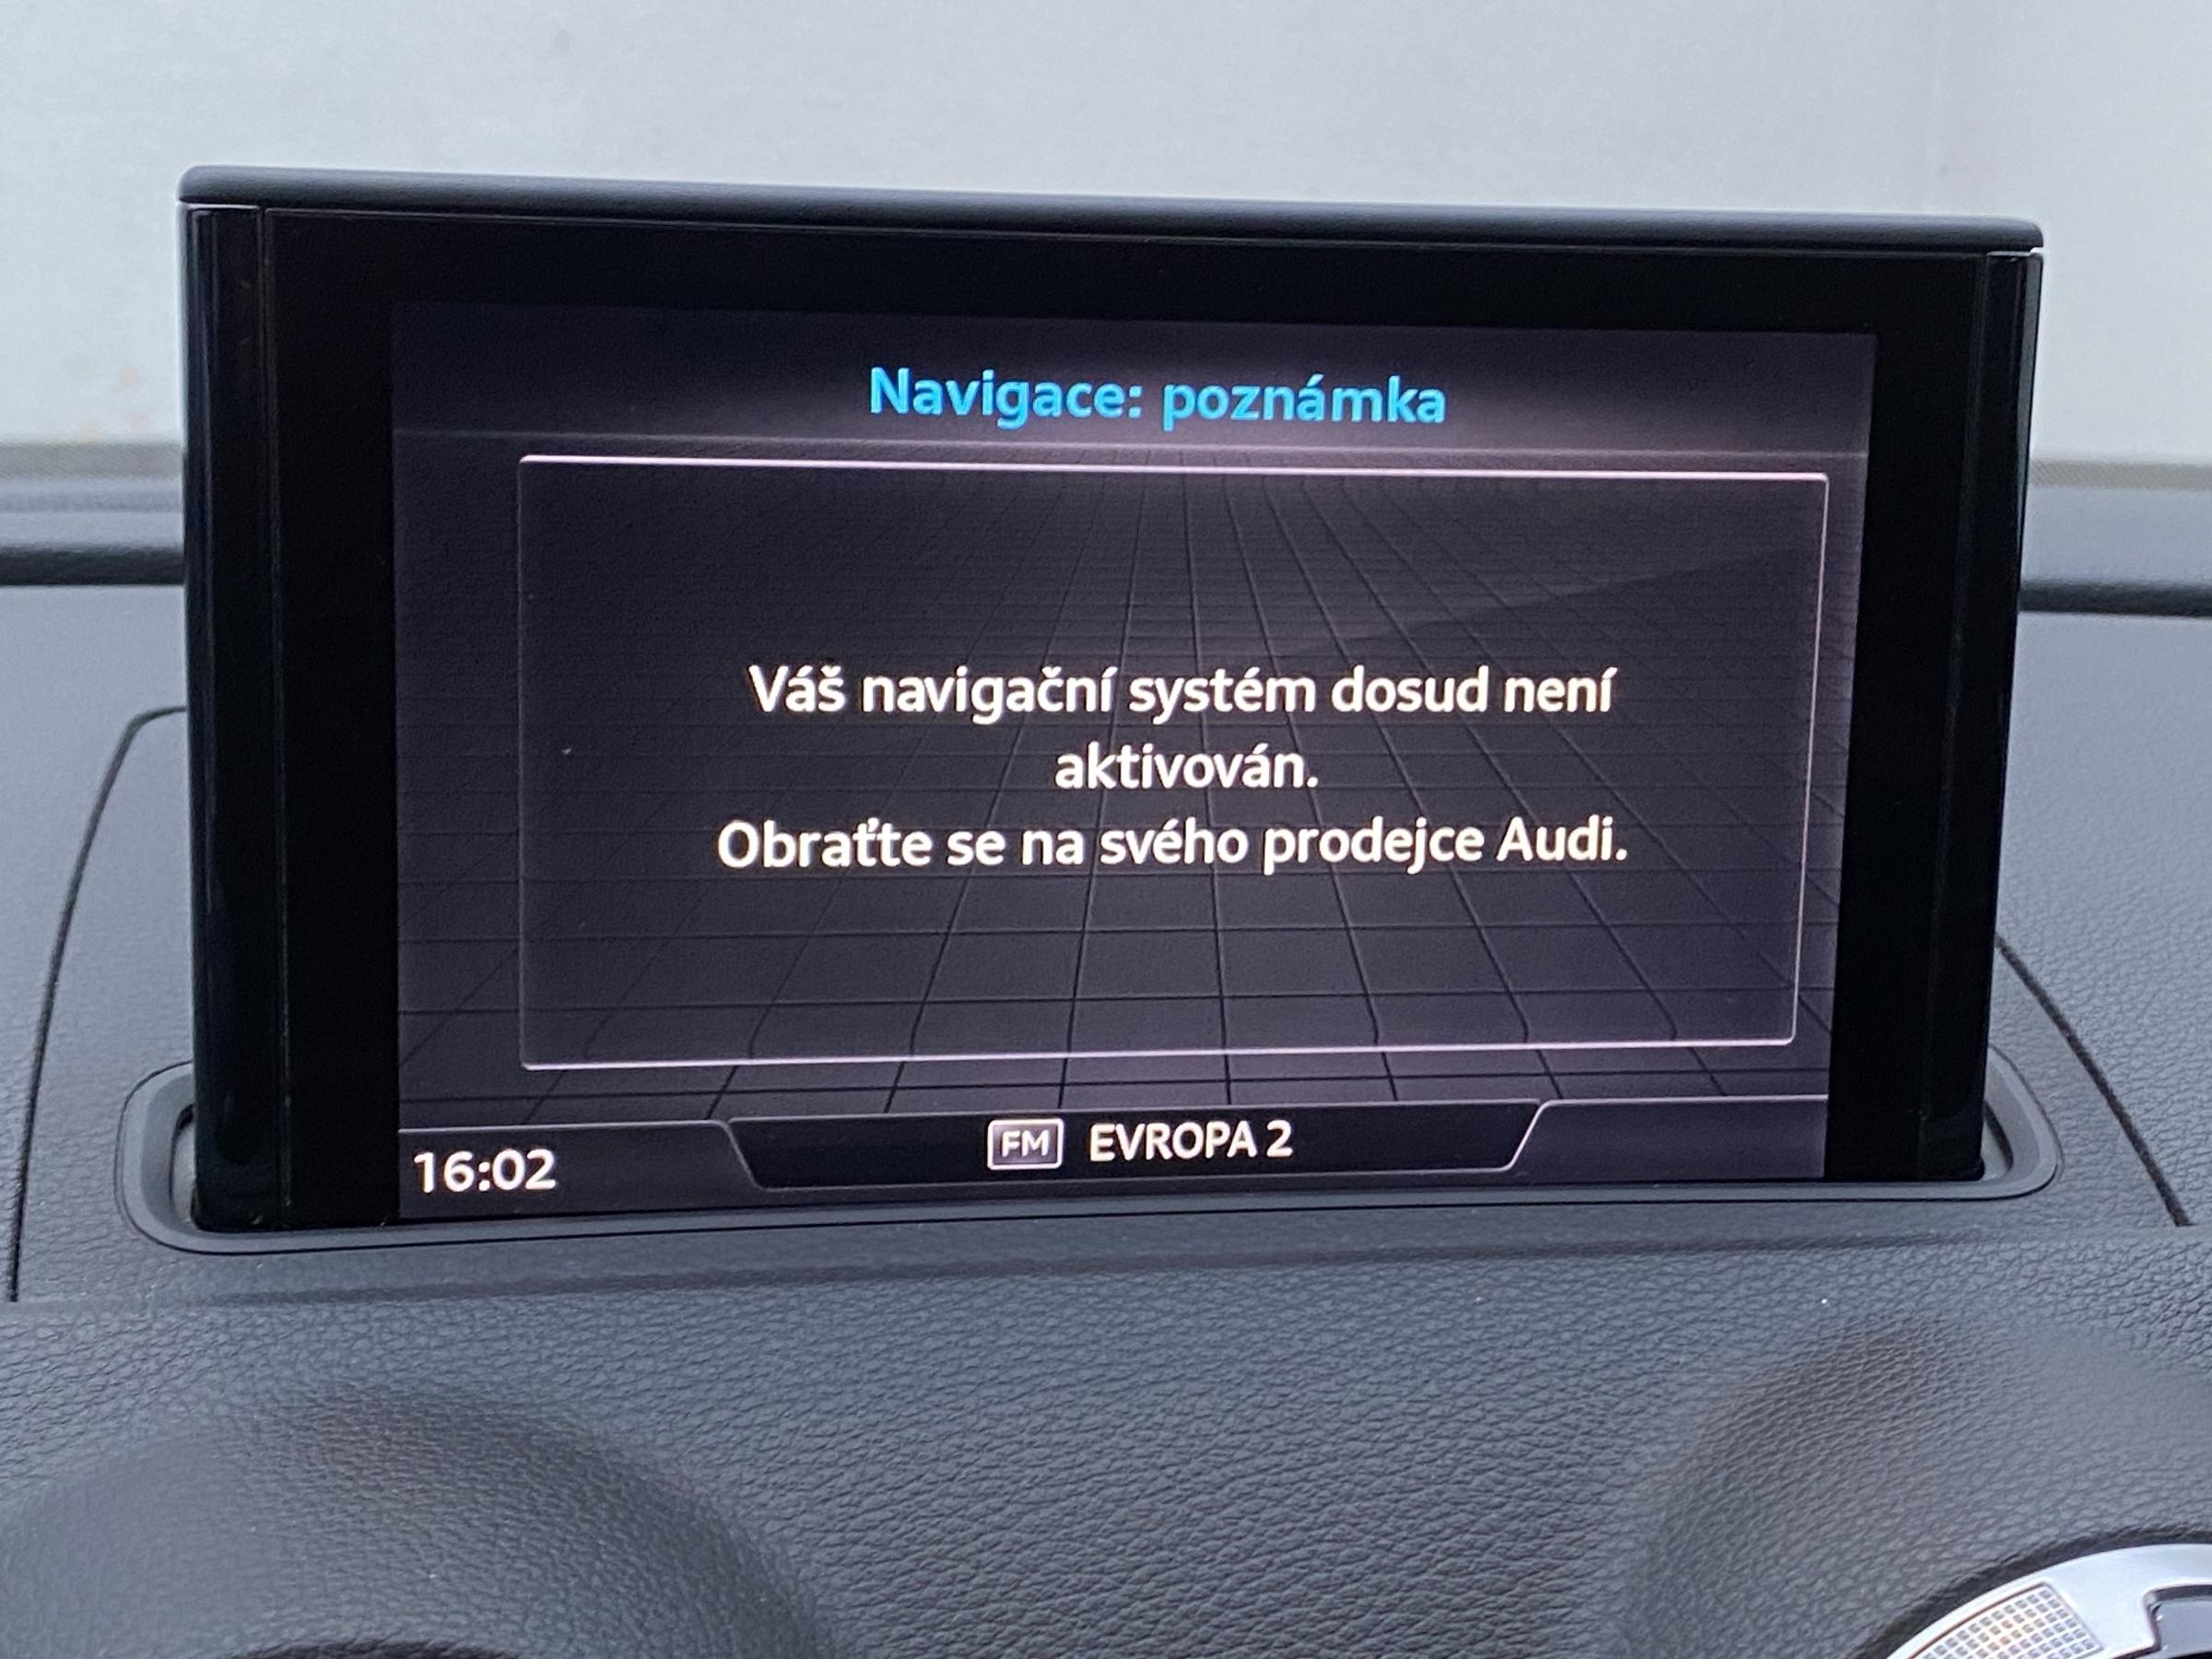 Navigace: poznámka
Váš navigační systém dosud není
aktivován.
Obraťte se na svého prodejce Audi.
FM EVROPA 2
16:02